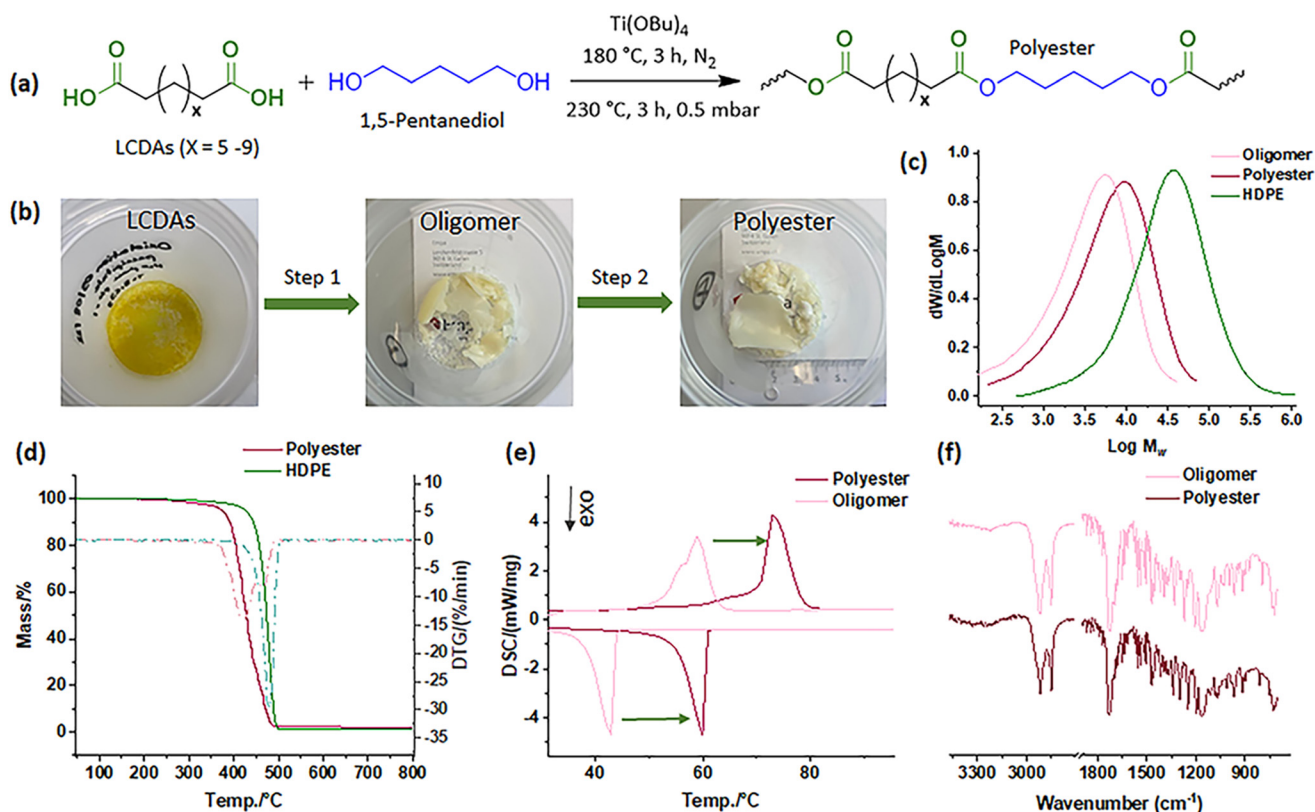 (a)
O
HO
OH
x
LCDAs (X = 5 -9)
+
HO
OH
1,5-Pentanediol
Ti(OBu)4
180 °C, 3 h, N2
230 °C, 3 h, 0.5 mbar
Polyester
O
O
x
O
O
O
O
(b)
LCDAs
Step 1
Oligomer
Step 2
Polyester
(c)
Oligomer
Polyester
HDPE
dW/dLogM
1.0
0.8
0.6
0.4
0.2
0.0
2.5 3.0 3.5 4.0 4.5 5.0 5.5 6.0
Log Mw
(d)
Polyester
HDPE
Mass/%
100
80
60
40
20
0
DTG/(%/min)
10
5
0
-5
-10
-15
-20
-25
-30
-35
100 200 300 400 500 600 700 800
Temp./°C
(e)
exo
Polyester
Oligomer
DSC/(mW/mg)
4
2
0
-2
-4
40 60 80
Temp./°C
(f)
Oligomer
Polyester
3400 3000 1800 1500 1200 900
Wavenumber (cm-1)